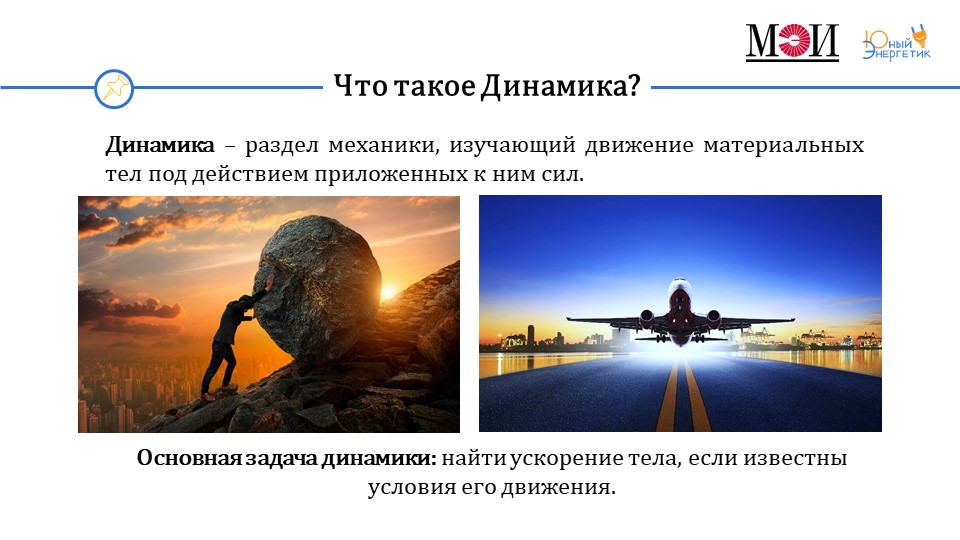 МЭИ
Юный
Энергетик
Что такое Динамика?
Динамика – раздел механики, изучающий движение материальных
тел под действием приложенных к ним сил.
Основная задача динамики: найти ускорение тела, если известны
условия его движения.